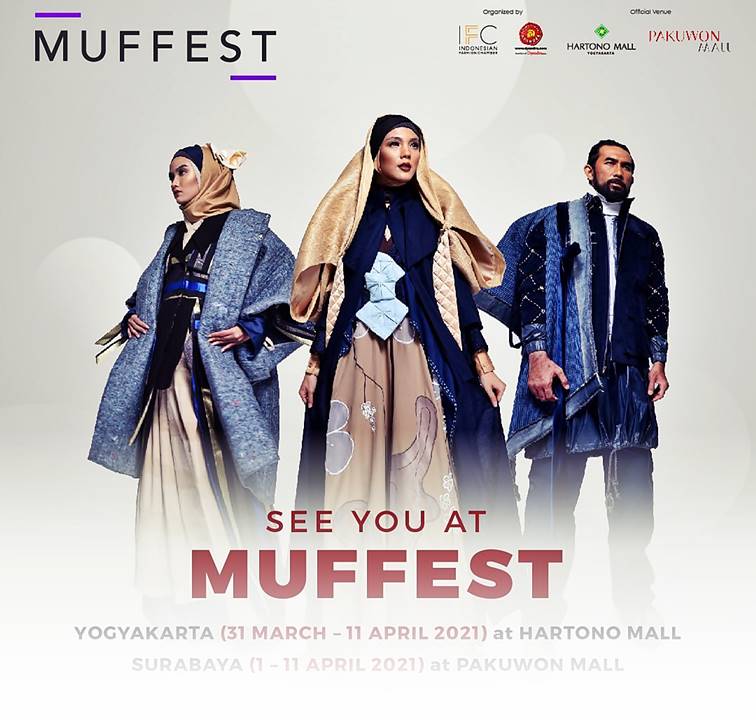 MUFFEST
Organized by
Official Venue
IFC
INDONESIAN
FASHION CHAMBER
HARTONO MALL
YOGYAKARTA
PAKUWON
MALL
SEE YOU AT
MUFFEST
YOGYAKARTA (31 MARCH – 11 APRIL 2021) at HARTONO MALL
SURABAYA (1 – 11 APRIL 2021) at PAKUWON MALL